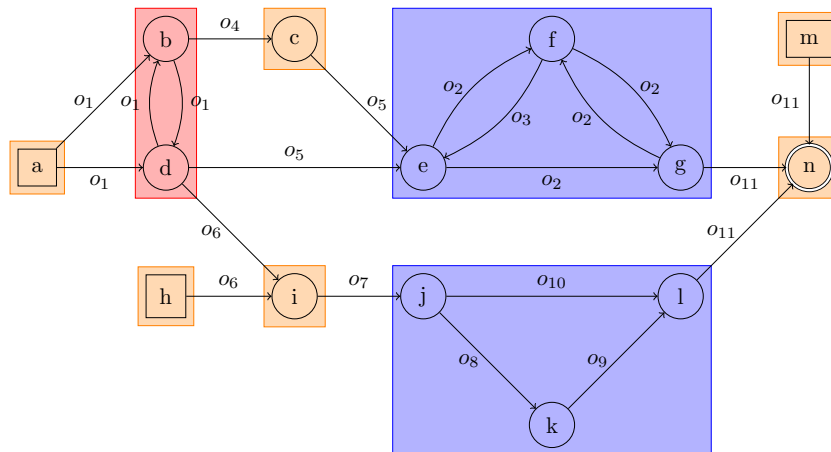 b o₄ c f m
o₁ o₁ o₁ o₅ o₂ o₃ o₂ o₂ o₁₁
a o₁ d o₅ e o₂ g o₁₁ n
o₆ o₁₁
h o₆ i o₇ j o₁₀ l
o₈ o₉
k